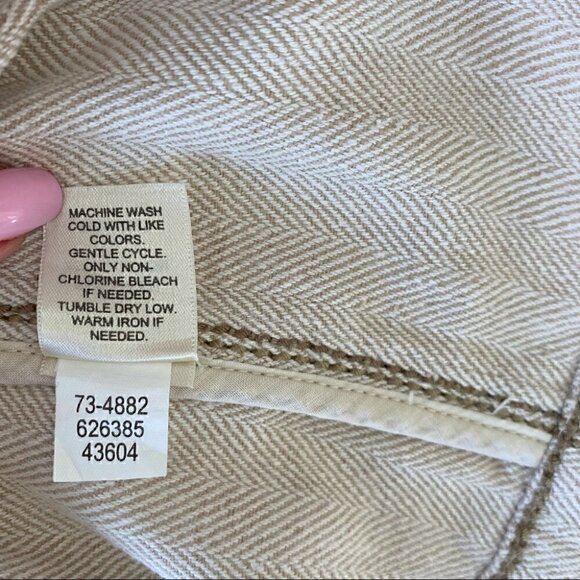 MACHINE WASH
COLD WITH LIKE
COLORS.
GENTLE CYCLE.
ONLY NON-
CHLORINE BLEACH
IF NEEDED.
TUMBLE DRY LOW.
WARM IRON IF
NEEDED.
73-4882
626385
43604